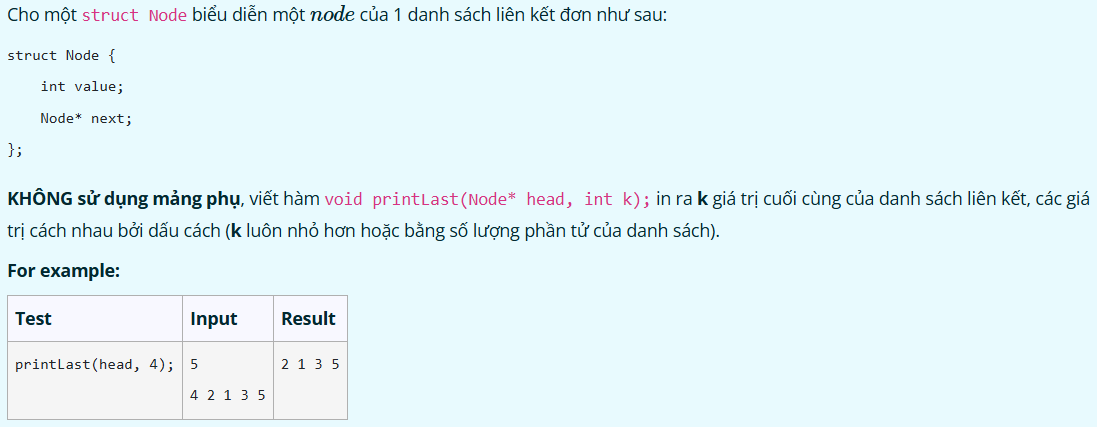 Cho một struct Node biểu diễn một node của 1 danh sách liên kết đơn như sau:
struct Node {
    int value;
    Node* next;
};
KHÔNG sử dụng mảng phụ, viết hàm void printLast(Node* head, int k); in ra k giá trị cuối cùng của danh sách liên kết, các giá
trị cách nhau bởi dấu cách (k luôn nhỏ hơn hoặc bằng số lượng phần tử của danh sách).
For example:
Test Input Result
printLast(head, 4); 5 2 1 3 5
4 2 1 3 5